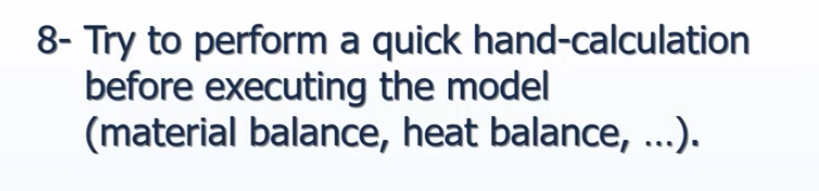 8- Try to perform a quick hand-calculation
before executing the model
(material balance, heat balance, ...).